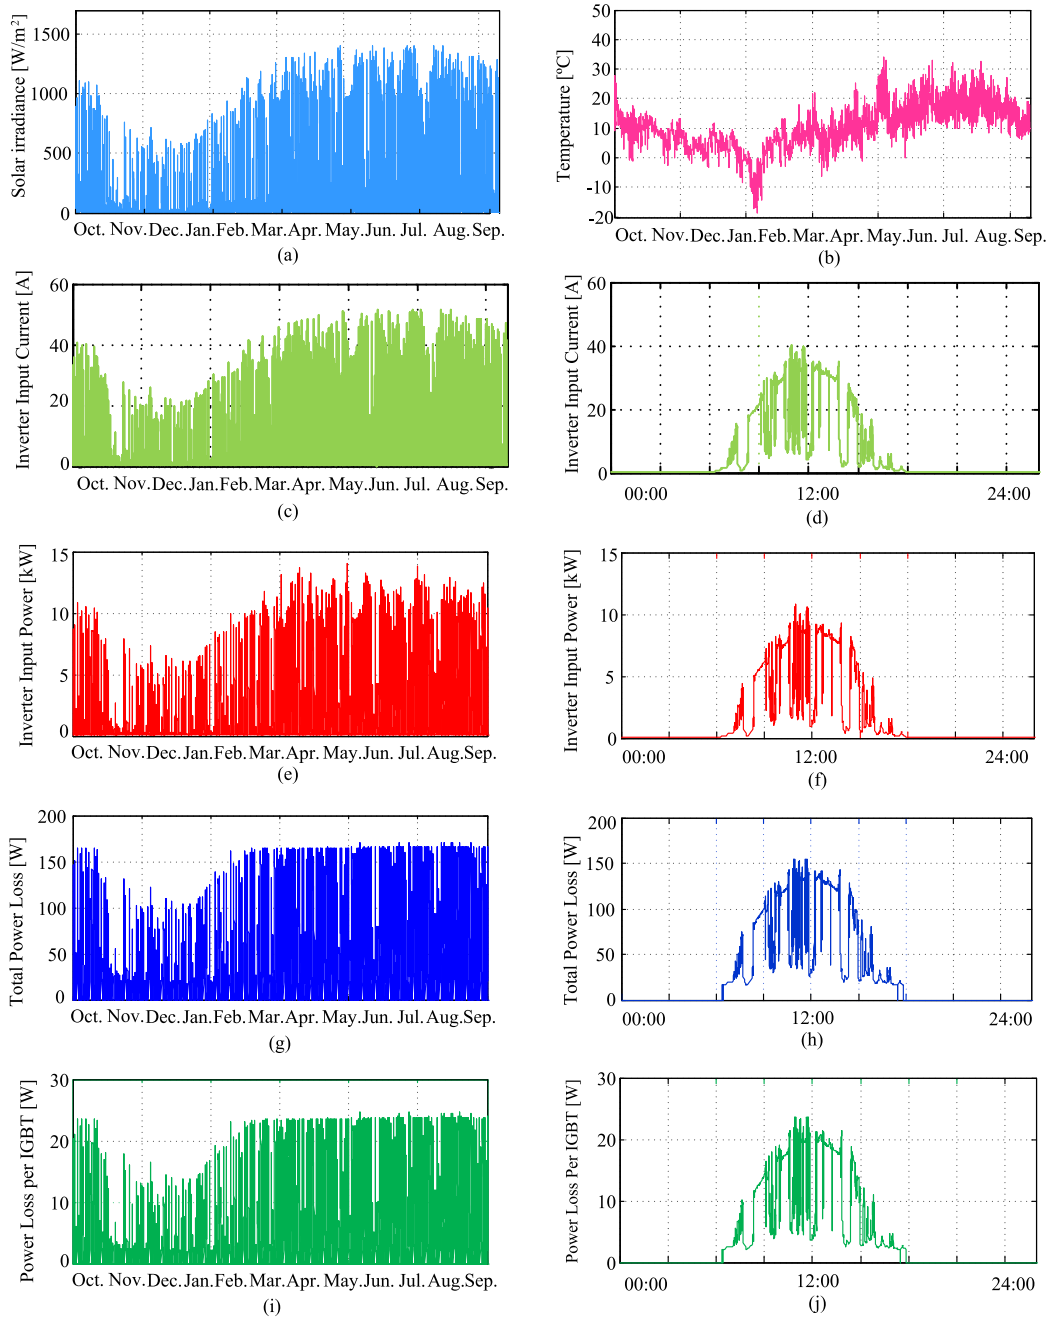 Solar irradiance [W/m²]
1500
1000
500
0
Oct. Nov. Dec. Jan. Feb. Mar. Apr. May. Jun. Jul. Aug. Sep.
(a)
Temperature [ºC]
50
40
30
20
10
0
-10
-20
Oct. Nov. Dec. Jan. Feb. Mar. Apr. May. Jun. Jul. Aug. Sep.
(b)
Inverter Input Current [A]
60
40
20
0
Oct. Nov. Dec. Jan. Feb. Mar. Apr. May. Jun. Jul. Aug. Sep.
(c)
Inverter Input Current [A]
60
40
20
0
00:00 12:00 24:00
(d)
Inverter Input Power [kW]
15
10
5
0
Oct. Nov. Dec. Jan. Feb. Mar. Apr. May. Jun. Jul. Aug. Sep.
(e)
Inverter Input Power [kW]
15
10
5
0
00:00 12:00 24:00
(f)
Total Power Loss [W]
200
150
100
50
0
Oct. Nov. Dec. Jan. Feb. Mar. Apr. May. Jun. Jul. Aug. Sep.
(g)
Total Power Loss [W]
200
150
100
50
0
00:00 12:00 24:00
(h)
Power Loss per IGBT [W]
30
20
10
0
Oct. Nov. Dec. Jan. Feb. Mar. Apr. May. Jun. Jul. Aug. Sep.
(i)
Power Loss Per IGBT [W]
30
20
10
0
00:00 12:00 24:00
(j)